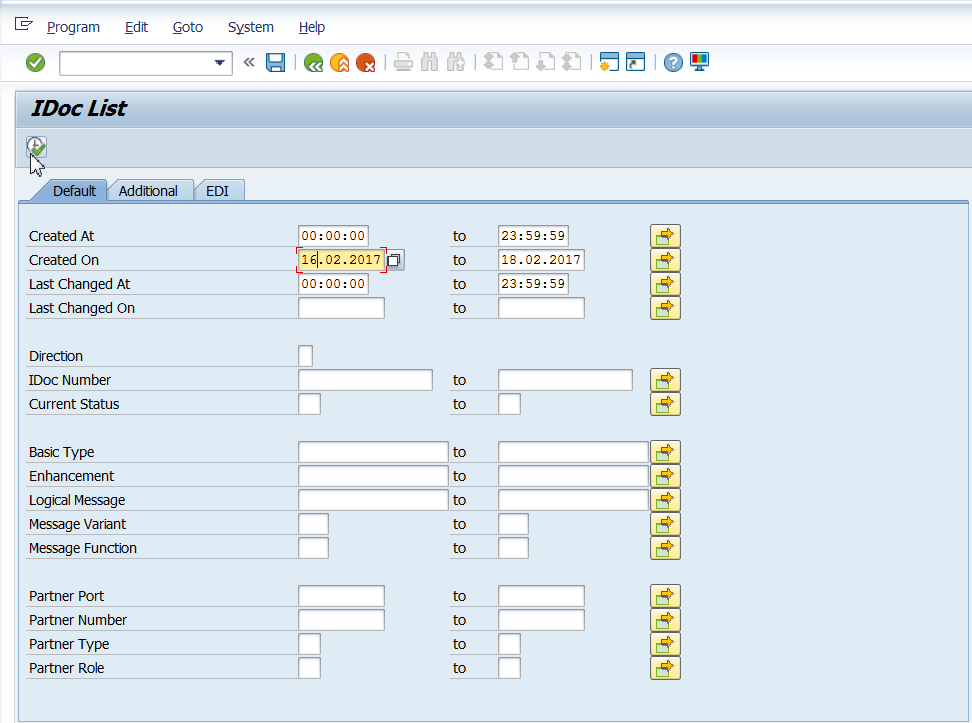 Program Edit Goto System Help
IDoc List
Default Additional EDI
Created At 00:00:00 to 23:59:59
Created On 16.02.2017 to 18.02.2017
Last Changed At 00:00:00 to 23:59:59
Last Changed On to
Direction
IDoc Number to
Current Status to
Basic Type to
Enhancement to
Logical Message to
Message Variant to
Message Function to
Partner Port to
Partner Number to
Partner Type to
Partner Role to